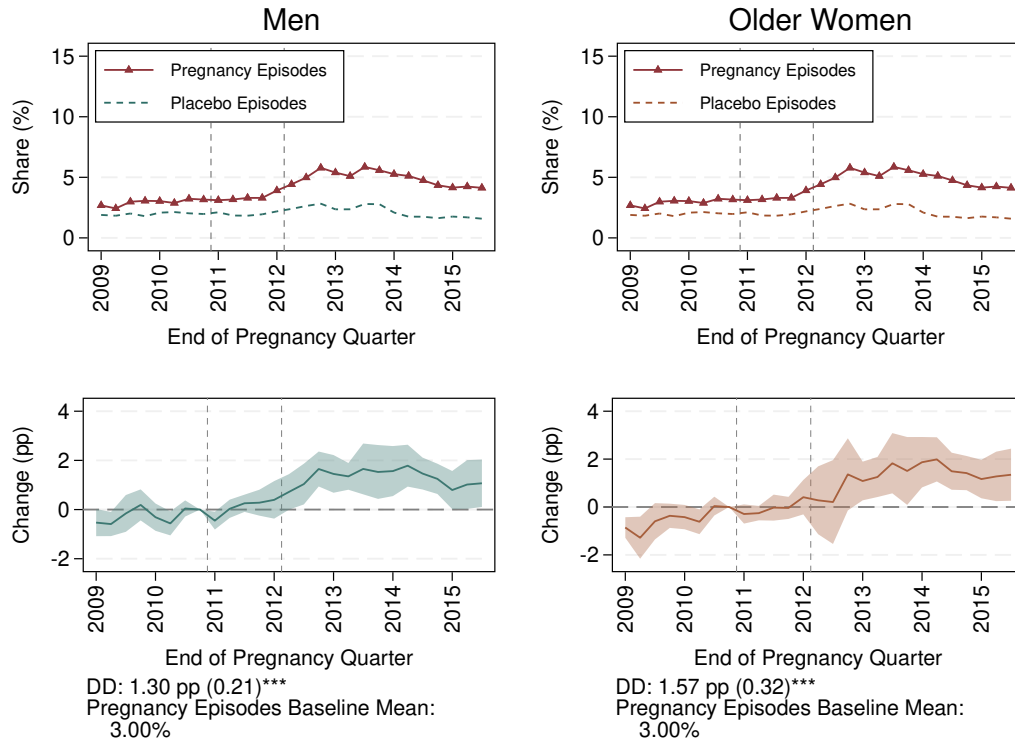 Men
Share (%)
15
10
5
0
Pregnancy Episodes
Placebo Episodes
2009
2010
2011
2012
2013
2014
2015
End of Pregnancy Quarter
Older Women
Share (%)
15
10
5
0
Pregnancy Episodes
Placebo Episodes
2009
2010
2011
2012
2013
2014
2015
End of Pregnancy Quarter
Change (pp)
4
2
0
-2
2009
2010
2011
2012
2013
2014
2015
End of Pregnancy Quarter
DD: 1.30 pp (0.21)***
Pregnancy Episodes Baseline Mean:
3.00%
Change (pp)
4
2
0
-2
2009
2010
2011
2012
2013
2014
2015
End of Pregnancy Quarter
DD: 1.57 pp (0.32)***
Pregnancy Episodes Baseline Mean:
3.00%